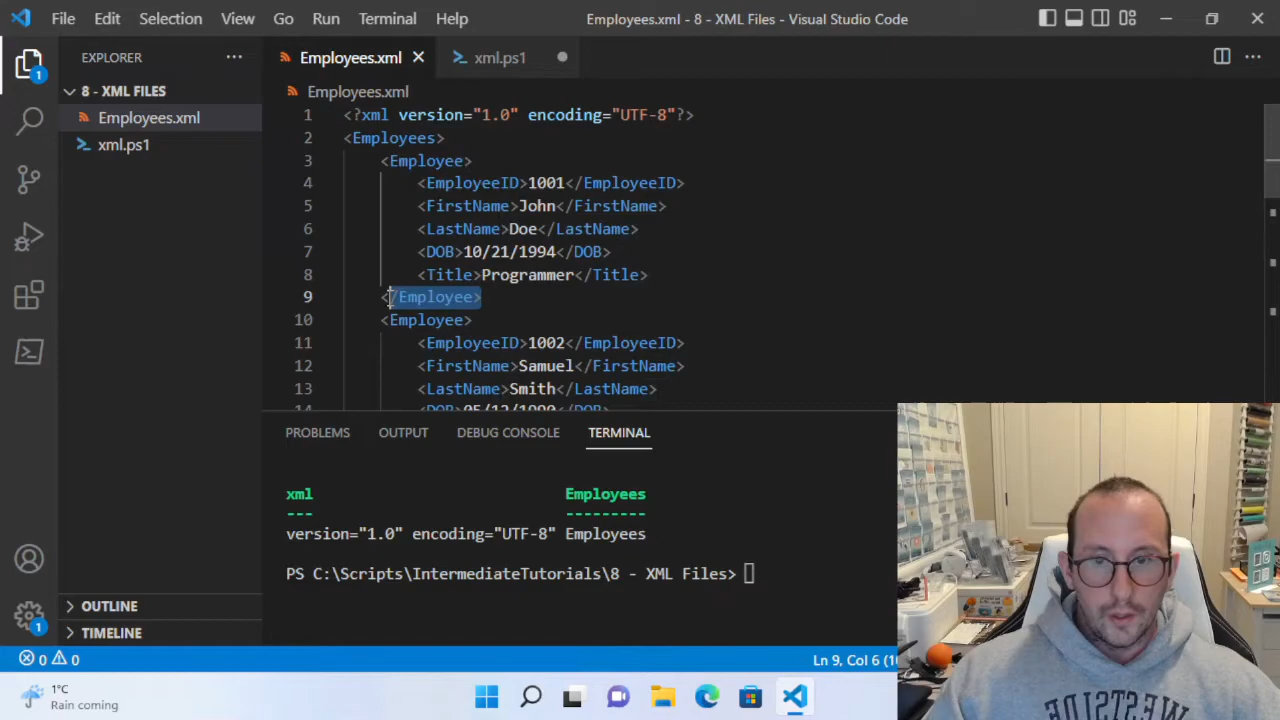 File Edit Selection View Go Run Terminal Help
Employees.xml - 8 - XML Files - Visual Studio Code
EXPLORER
8 - XML FILES
Employees.xml
xml.ps1
OUTLINE
TIMELINE
Employees.xml
xml.ps1
Employees.xml
1 <?xml version="1.0" encoding="UTF-8"?>
2 <Employees>
3 <Employee>
4 <EmployeeID>1001</EmployeeID>
5 <FirstName>John</FirstName>
6 <LastName>Doe</LastName>
7 <DOB>10/21/1994</DOB>
8 <Title>Programmer</Title>
9 </Employee>
10 <Employee>
11 <EmployeeID>1002</EmployeeID>
12 <FirstName>Samuel</FirstName>
13 <LastName>Smith</LastName>
14 <DOB>05/12/1990</DOB>
PROBLEMS OUTPUT DEBUG CONSOLE TERMINAL
xml Employees
--- ---------
version="1.0" encoding="UTF-8" Employees
PS C:\Scripts\IntermediateTutorials\8 - XML Files>
1
1
0 0
Ln 9, Col 6
1°C
Rain coming
WESTSIDE